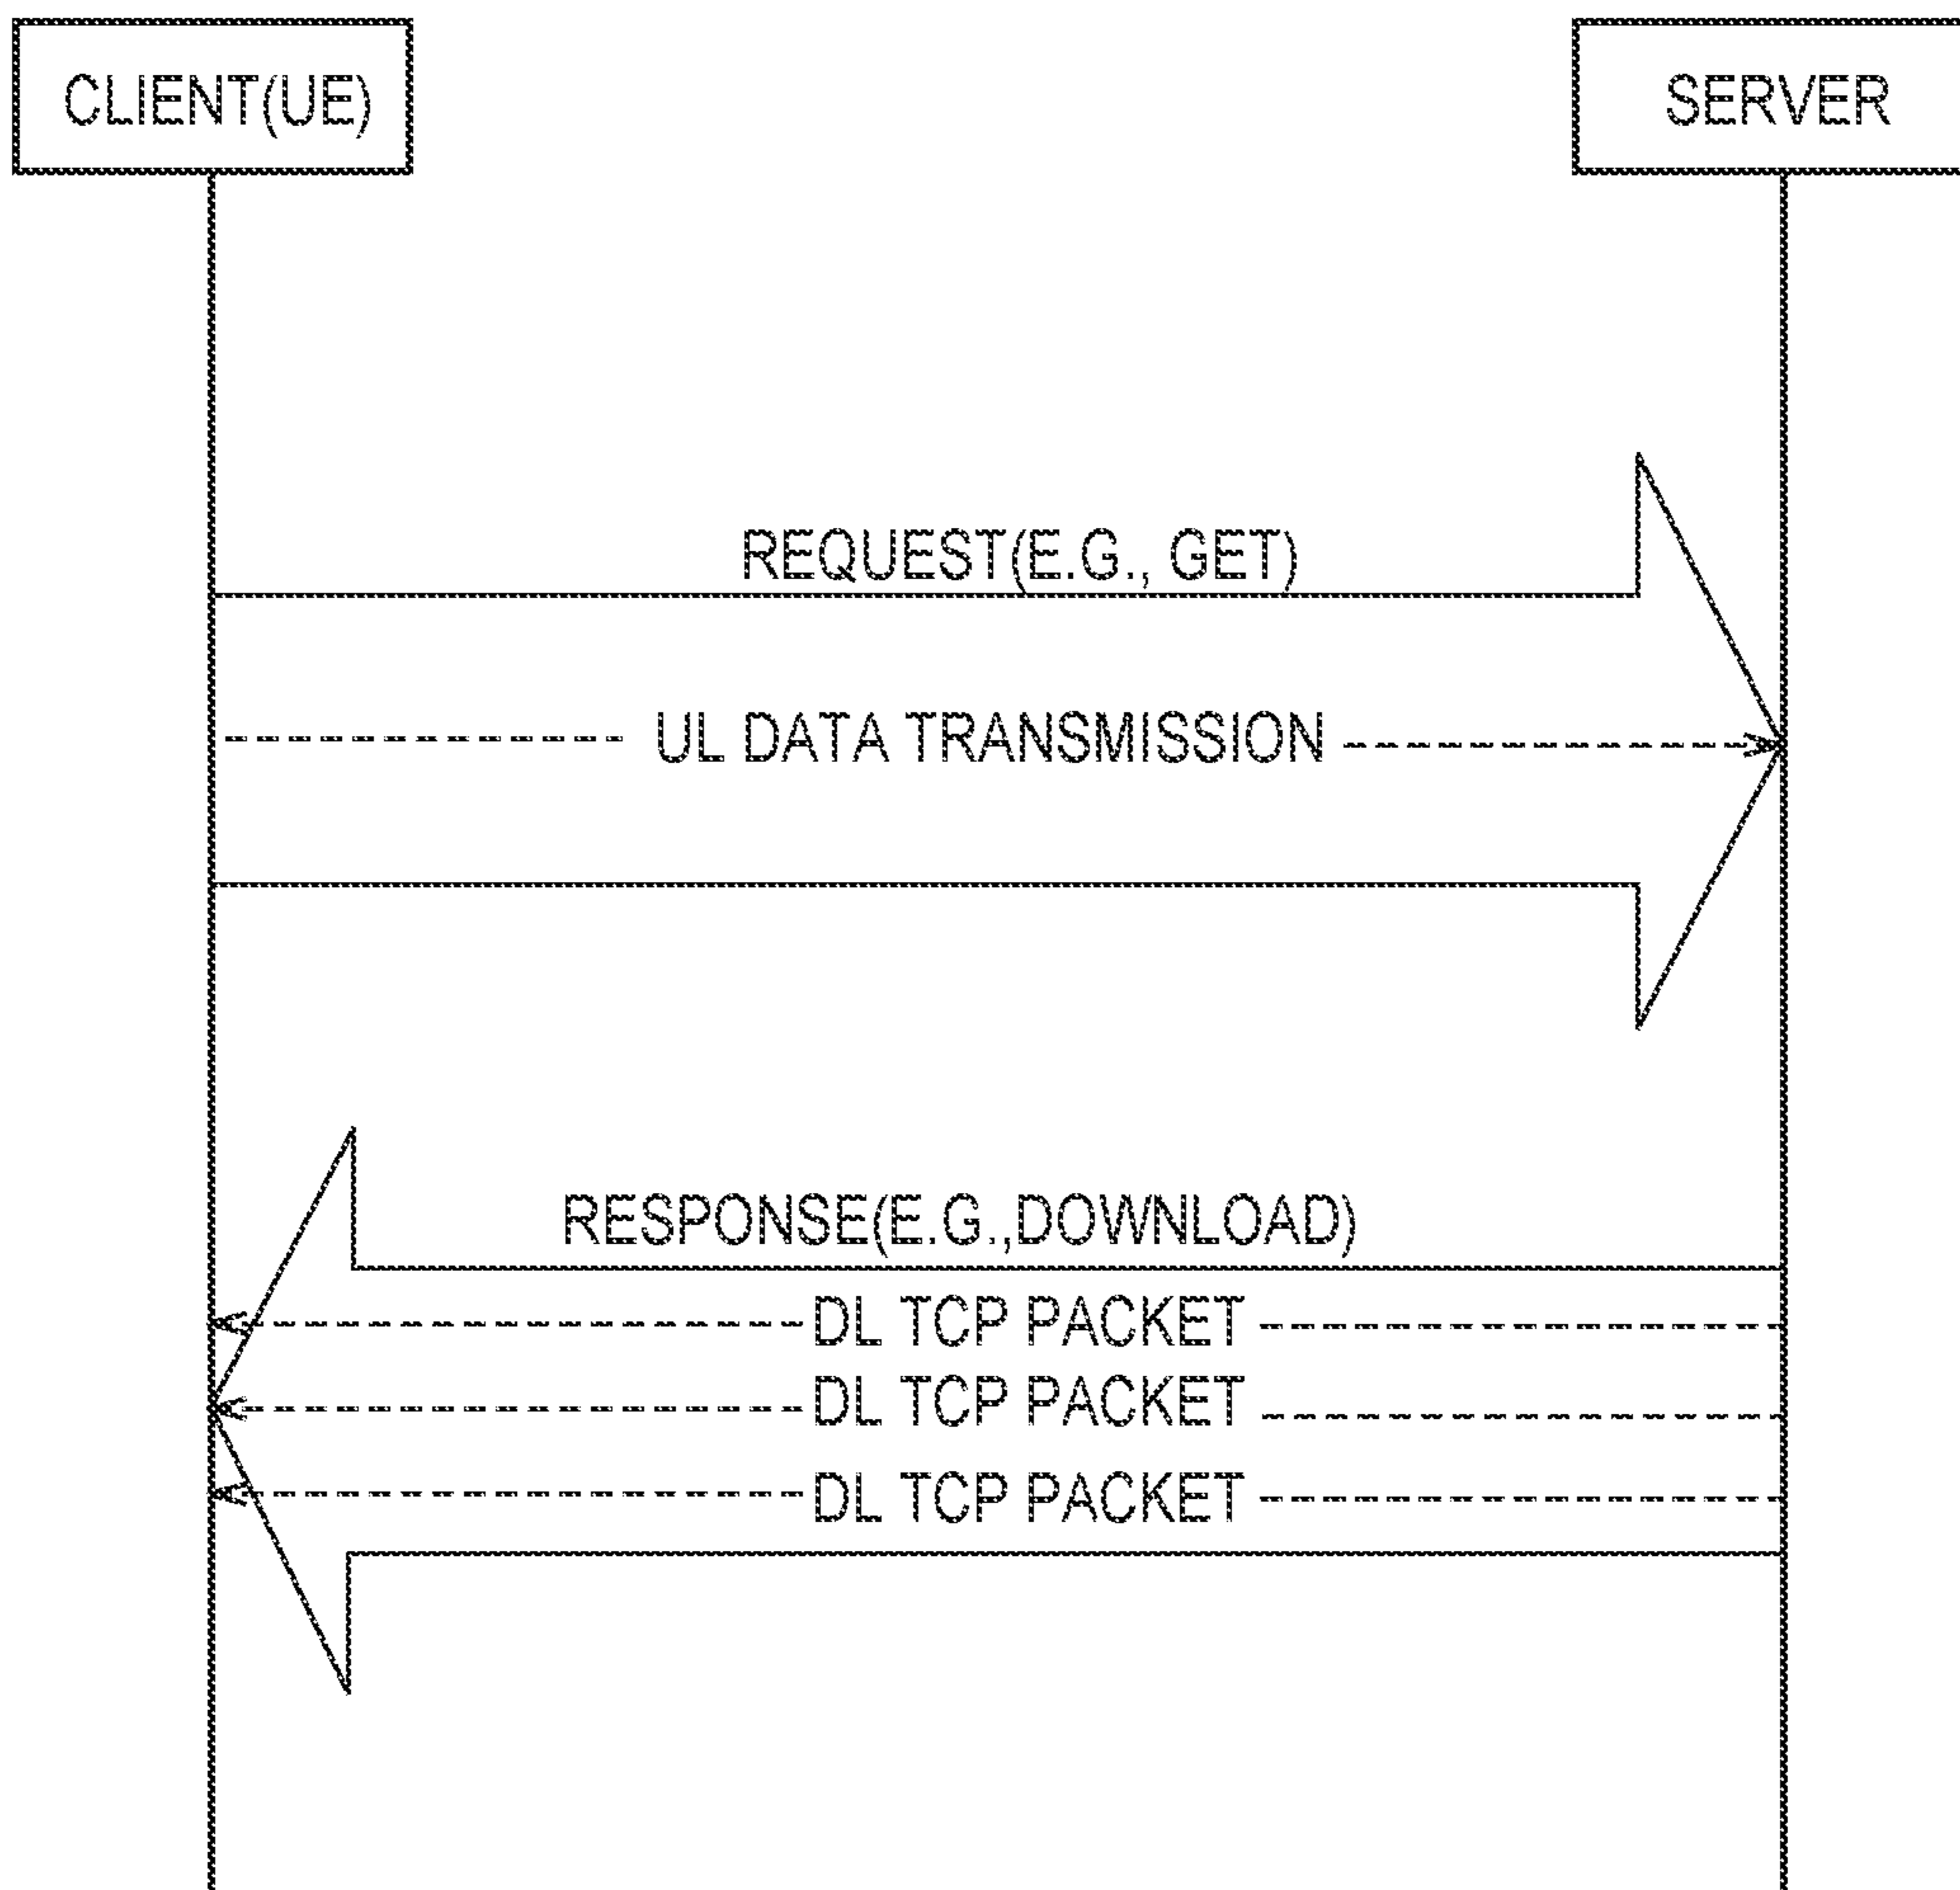 CLIENT(UE)
SERVER
REQUEST(E.G., GET)
UL DATA TRANSMISSION
RESPONSE(E.G.,DOWNLOAD)
DL TCP PACKET
DL TCP PACKET
DL TCP PACKET